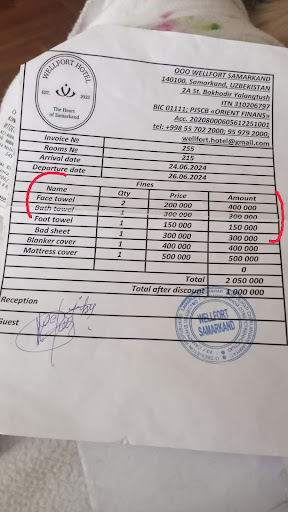 WELLFORT HOTEL
EST. 2023
The Heart
of Samarkand
OOO WELLFORT SAMARKAND
140100, Samarkand, UZBEKISTAN
2A St. Bokhodir Yalangtush
ITN 310206797
BIC 01111; PJSCB «ORIENT FINANS»
Acc. 20208000605612251001
tel: +998 55 702 2000; 95 979 2000;
wellfort.hotel@gmail.com
Invoice № 255
Rooms № 215
Arrival date 24.06.2024
Departure date 26.06.2024
Fines
Name Qty Price Amount
Face towel 2 200 000 400 000
Bath towel 1 300 000 300 000
Foot towel 1 150 000 150 000
Bad sheet 1 300 000 300 000
Blanker cover 1 400 000 400 000
Mattress cover 1 500 000 500 000
0
Total 2 050 000
Total after discount 1 000 000
Reception
Guest
WELLFORT
SAMARKAND